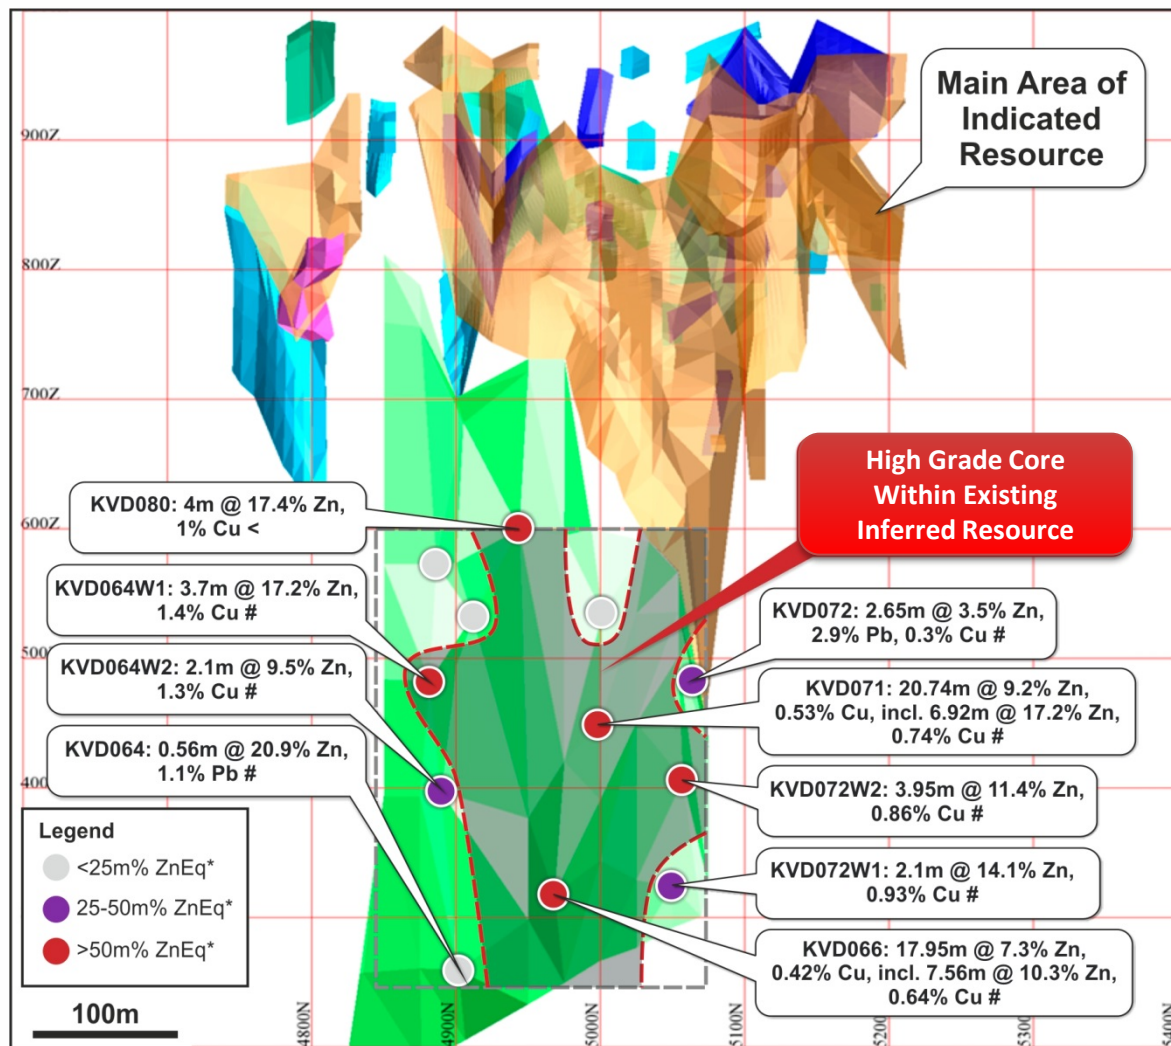 Main Area of
Indicated
Resource
900Z
800Z
700Z
600Z
500Z
400Z
High Grade Core
Within Existing
Inferred Resource
KVD080: 4m @ 17.4% Zn,
1% Cu <
KVD064W1: 3.7m @ 17.2% Zn,
1.4% Cu #
KVD064W2: 2.1m @ 9.5% Zn,
1.3% Cu #
KVD064: 0.56m @ 20.9% Zn,
1.1% Pb #
KVD072: 2.65m @ 3.5% Zn,
2.9% Pb, 0.3% Cu #
KVD071: 20.74m @ 9.2% Zn,
0.53% Cu, incl. 6.92m @ 17.2% Zn,
0.74% Cu #
KVD072W2: 3.95m @ 11.4% Zn,
0.86% Cu #
KVD072W1: 2.1m @ 14.1% Zn,
0.93% Cu #
KVD066: 17.95m @ 7.3% Zn,
0.42% Cu, incl. 7.56m @ 10.3% Zn,
0.64% Cu #
Legend
<25m% ZnEq*
25-50m% ZnEq*
>50m% ZnEq*
100m
4800N
4900N
5000N
5100N
5200N
5300N
5400N